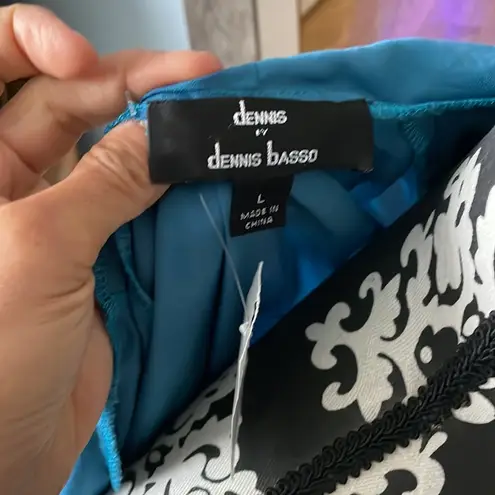 dennis
BY
dennis basso
L
MADE IN
CHINA